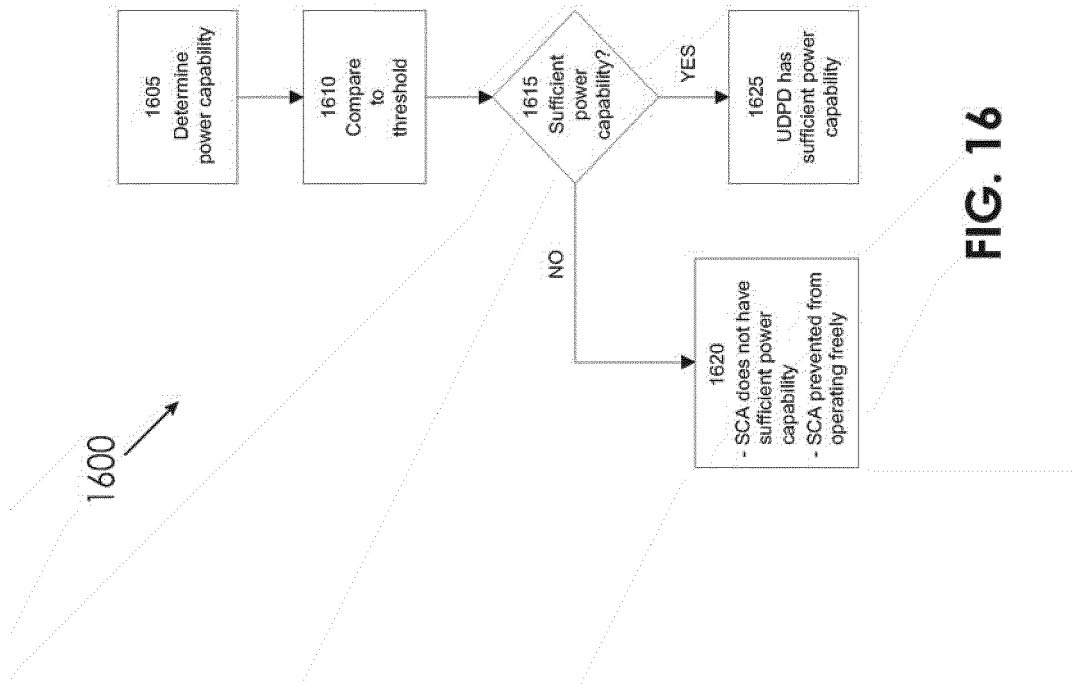 1600
1605
Determine
power capability
1610
Compare
to
threshold
1615
Sufficient
power
capability?
NO
YES
1620
- SCA does not have
sufficient power
capability
- SCA prevented from
operating freely
1625
UDPD has
sufficient power
capability
FIG. 16